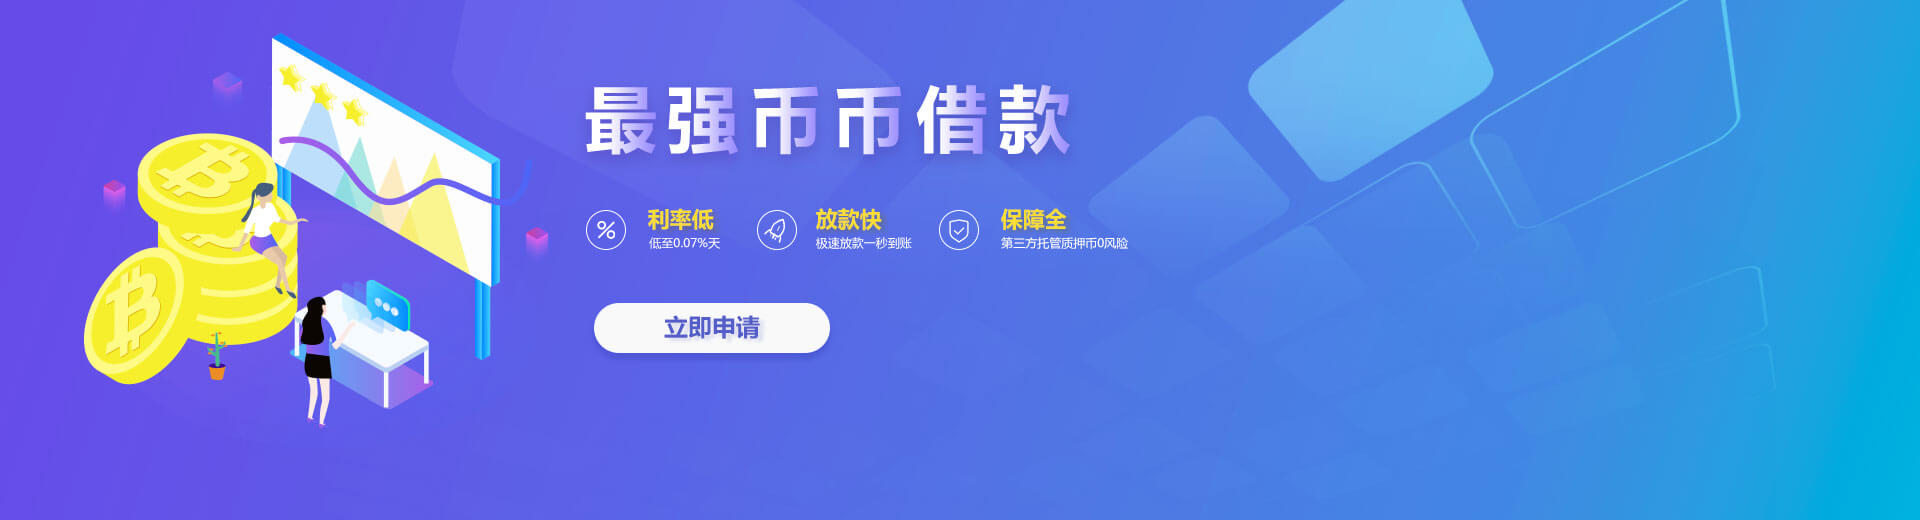 最强币币借款
利率低
低至0.07%天
放款快
极速放款一秒到账
保障全
第三方托管质押币0风险
立即申请